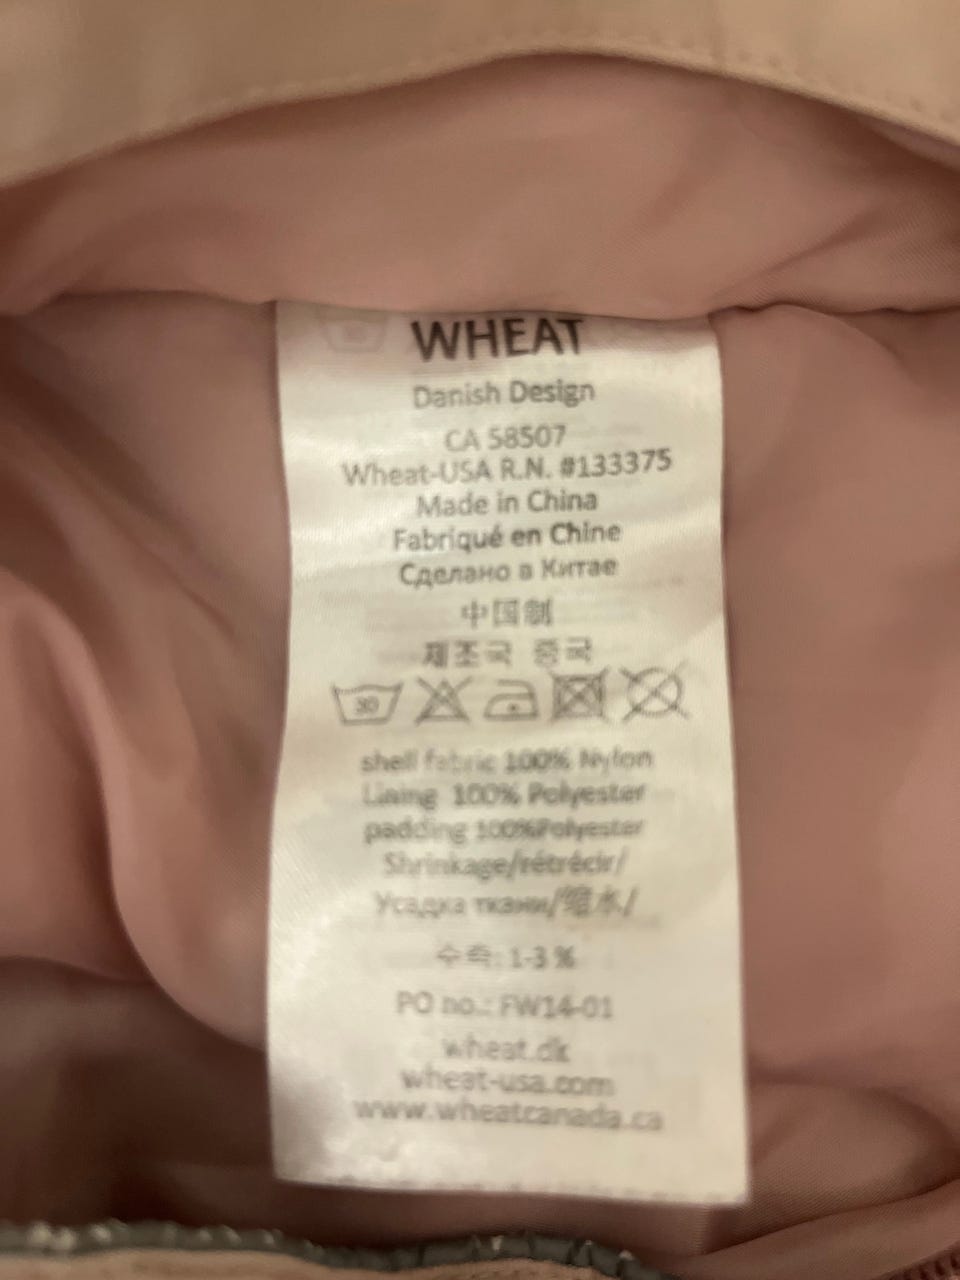 WHEAT
Danish Design
CA 58507
Wheat-USA R.N. #133375
Made in China
Fabriqué en Chine
Сделано в Китае
中国制
제조국 중국
30
shell fabric 100% Nylon
Lining 100% Polyester
padding 100%Polyester
Shrinkage/rétrécir/
Усадка ткани/缩水/
수축: 1-3 %
PO no.: FW14-01
wheat.dk
wheat-usa.com
www.wheatcanada.ca